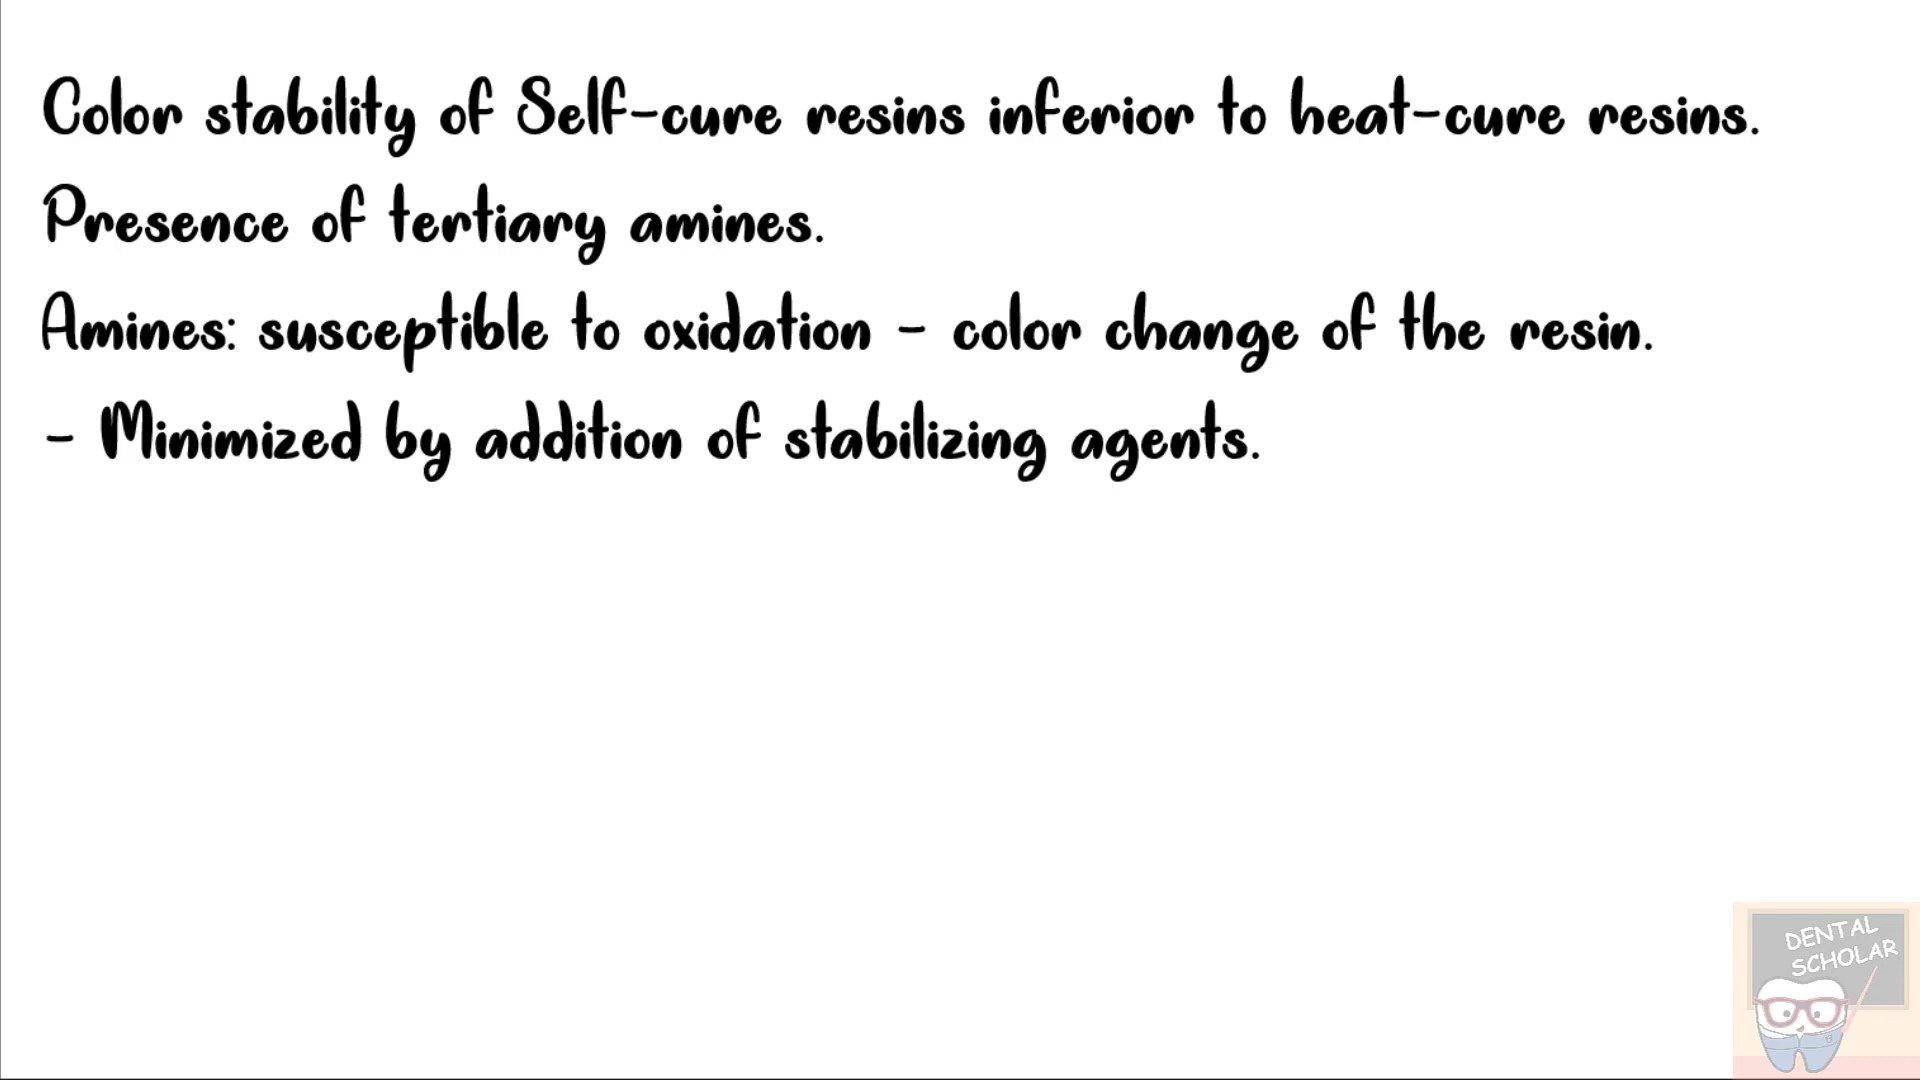 Color stability of Self-cure resins inferior to heat-cure resins.
Presence of tertiary amines.
Amines: susceptible to oxidation - color change of the resin.
- Minimized by addition of stabilizing agents.
DENTAL
SCHOLAR